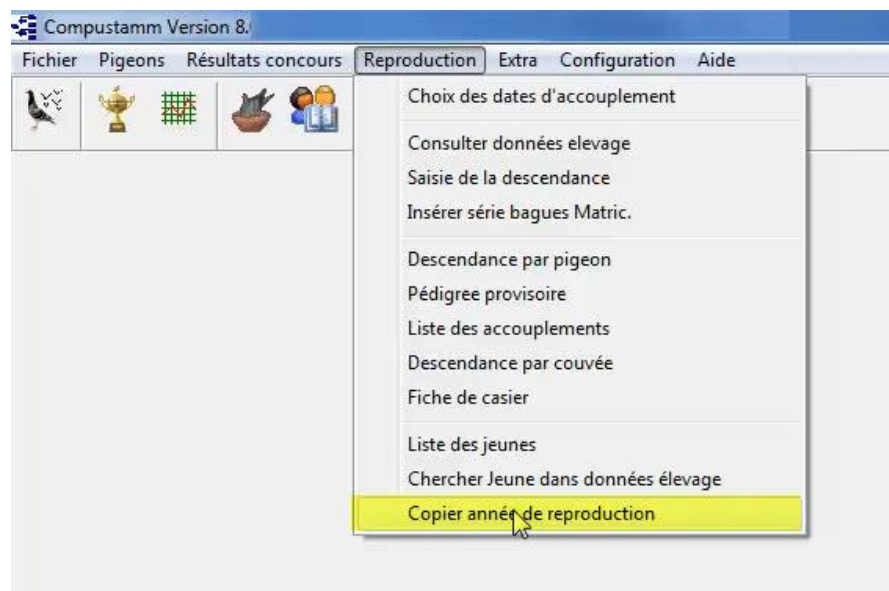 Compustamm Version 8.
Fichier Pigeons Résultats concours Reproduction Extra Configuration Aide
Choix des dates d'accouplement
Consulter données elevage
Saisie de la descendance
Insérer série bagues Matric.
Descendance par pigeon
Pédigree provisoire
Liste des accouplements
Descendance par couvée
Fiche de casier
Liste des jeunes
Chercher Jeune dans données élevage
Copier année de reproduction